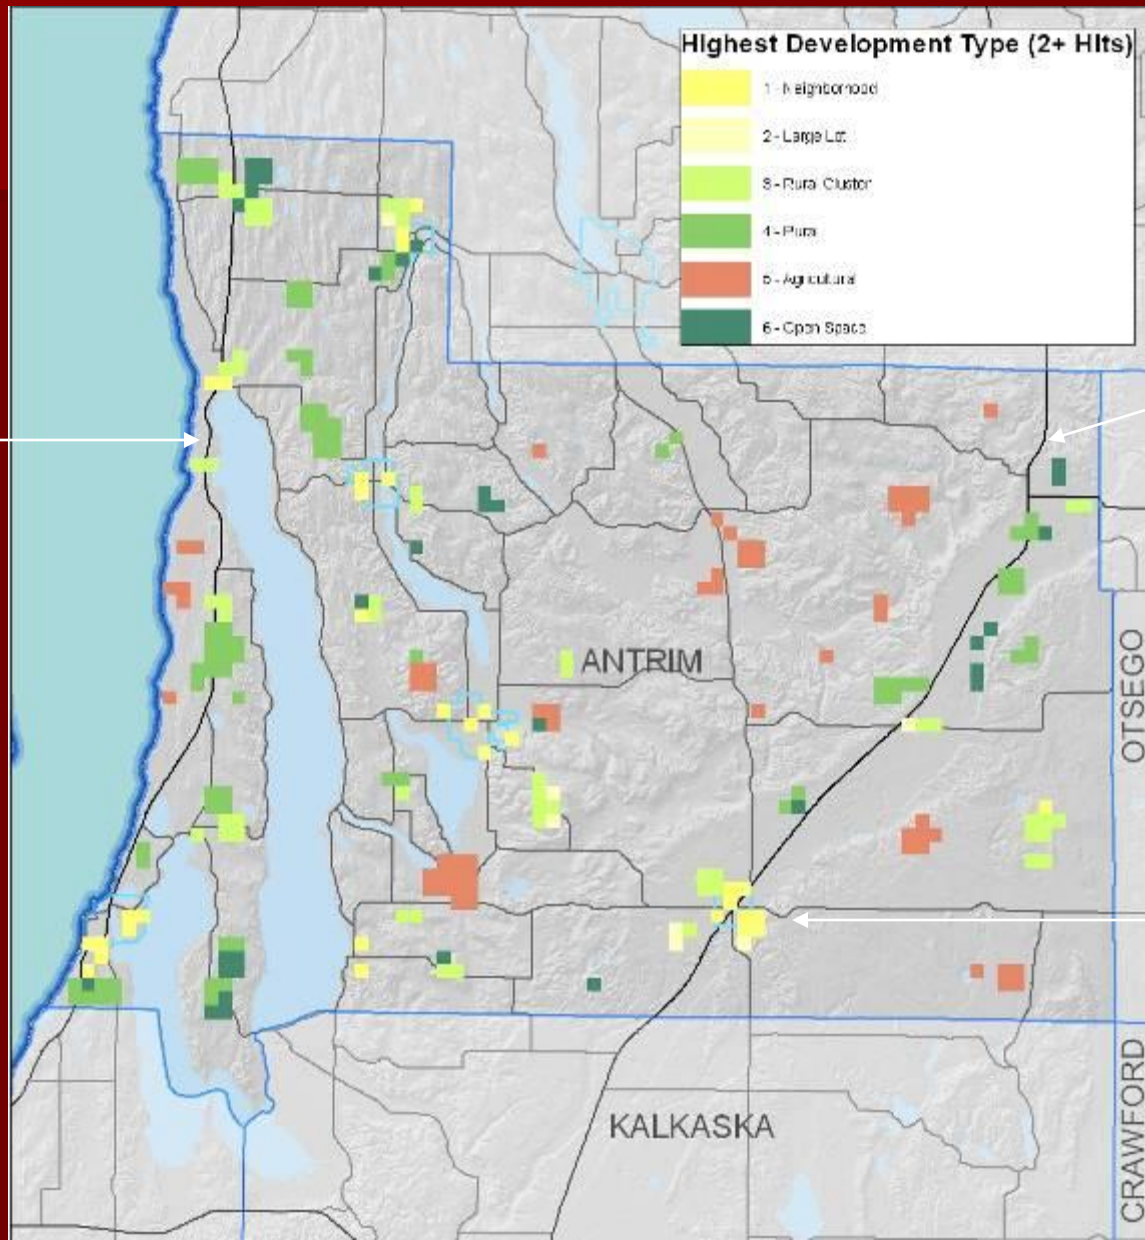 Highest Development Type (2+ Hits)
1 - Neighborhood
2 - Large Lot
3 - Rural Cluster
4 - Rural
5 - Agricultural
6 - Open Space
ANTRIM
OTSEGO
KALKASKA
CRAWFORD